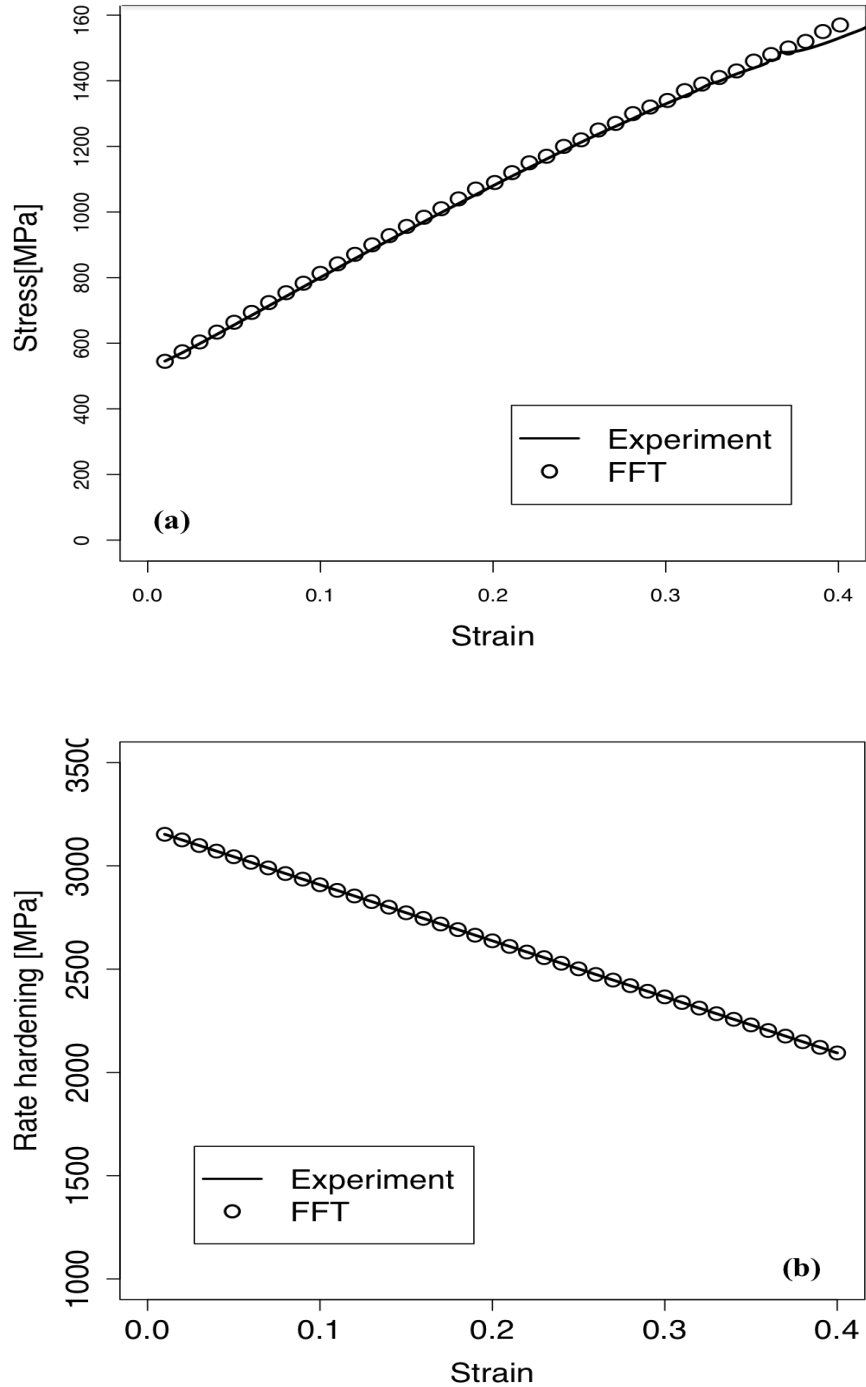 Stress[MPa]
160
1400
1200
1000
800
600
400
200
0
Experiment
FFT
(a)
0.0 0.1 0.2 0.3 0.4
Strain
Rate hardening [MPa]
3500
3000
2500
2000
1500
1000
Experiment
FFT
(b)
0.0 0.1 0.2 0.3 0.4
Strain